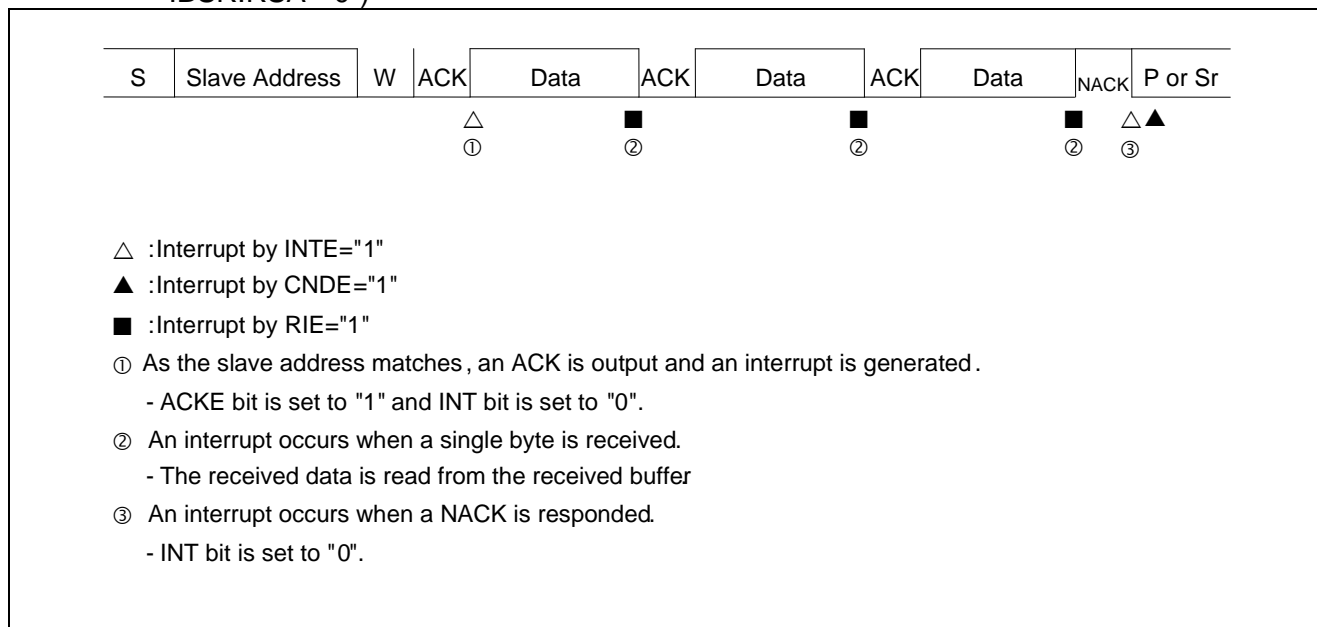 S Slave Address W ACK Data ACK Data ACK Data NACK P or Sr
△ ■ ■ ■ △ ▲
① ② ② ② ③
△ :Interrupt by INTE="1"
▲ :Interrupt by CNDE="1"
■ :Interrupt by RIE="1"
① As the slave address matches, an ACK is output and an interrupt is generated.
- ACKE bit is set to "1" and INT bit is set to "0".
② An interrupt occurs when a single byte is received.
- The received data is read from the received buffer
③ An interrupt occurs when a NACK is responded.
- INT bit is set to "0".